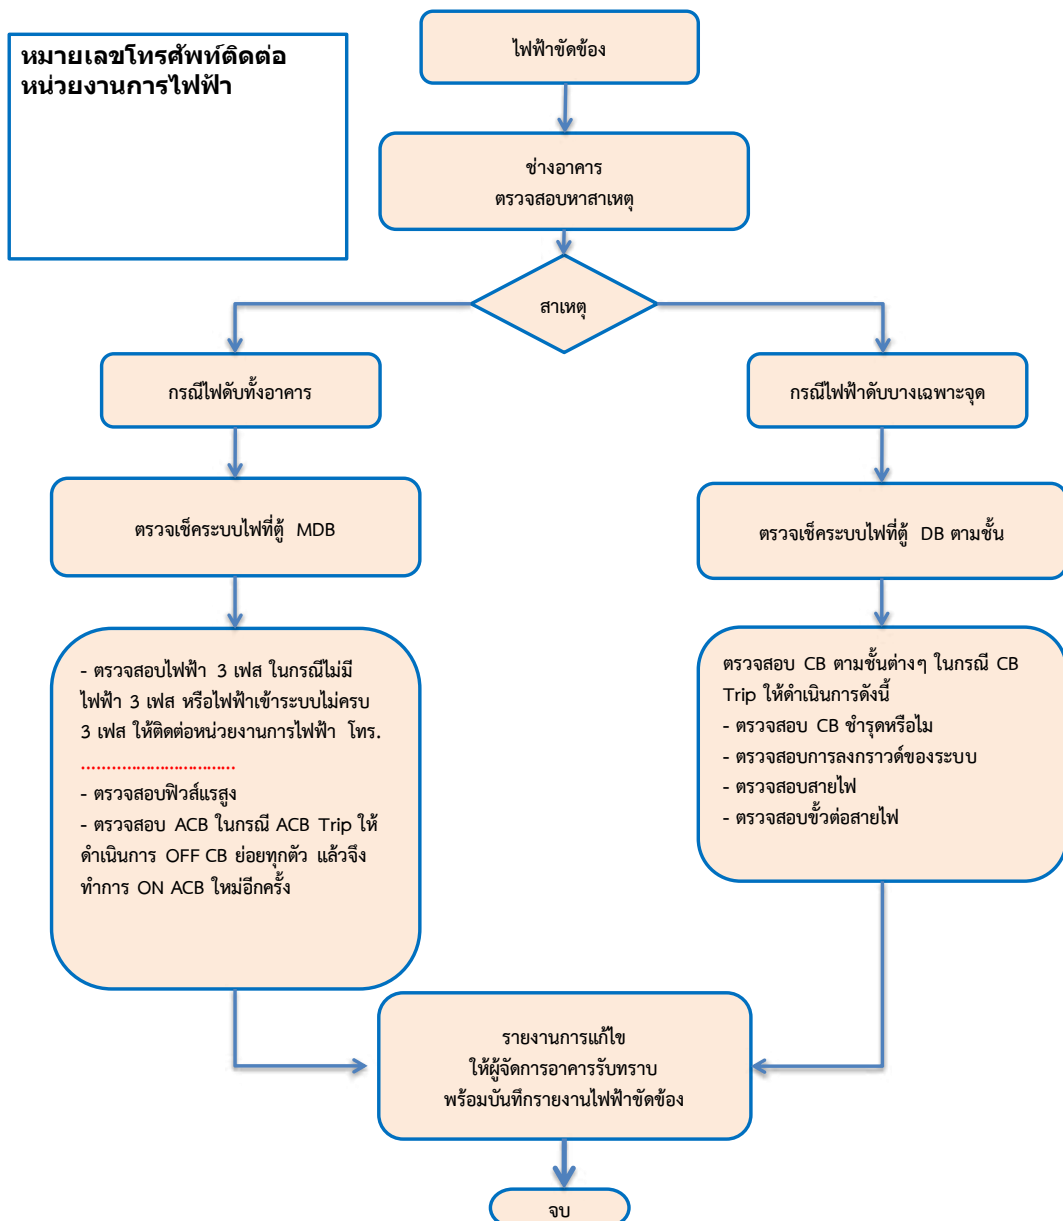 หมายเลขโทรศัพท์ติดต่อ
หน่วยงานการไฟฟ้า
ไฟฟ้าขัดข้อง
ช่างอาคาร
ตรวจสอบหาสาเหตุ
สาเหตุ
กรณีไฟดับทั้งอาคาร
กรณีไฟฟ้าดับบางเฉพาะจุด
ตรวจเช็คระบบไฟที่ตู้ MDB
ตรวจเช็คระบบไฟที่ตู้ DB ตามชั้น
- ตรวจสอบไฟฟ้า 3 เฟส ในกรณีไม่มี
ไฟฟ้า 3 เฟส หรือไฟฟ้าเข้าระบบไม่ครบ
3 เฟส ให้ติดต่อหน่วยงานการไฟฟ้า โทร.
................................
- ตรวจสอบฟิวส์แรสูง
- ตรวจสอบ ACB ในกรณี ACB Trip ให้
ดำเนินการ OFF CB ย่อยทุกตัว แล้วจึง
ทำการ ON ACB ใหม่อีกครั้ง
ตรวจสอบ CB ตามชั้นต่างๆ ในกรณี CB
Trip ให้ดำเนินการดังนี้
- ตรวจสอบ CB ชำรุดหรือไม
- ตรวจสอบการลงกราวด์ของระบบ
- ตรวจสอบสายไฟ
- ตรวจสอบขั้วต่อสายไฟ
รายงานการแก้ไข
ให้ผู้จัดการอาคารรับทราบ
พร้อมบันทึกรายงานไฟฟ้าขัดข้อง
จบ